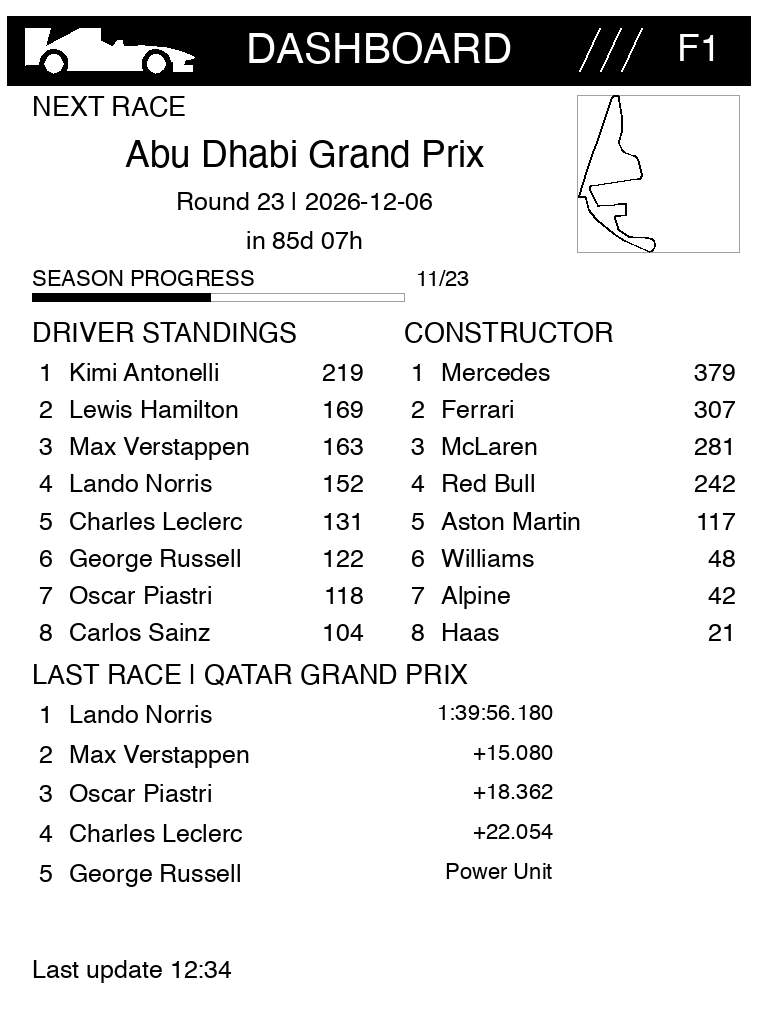 DASHBOARD /// F1
NEXT RACE
Abu Dhabi Grand Prix
Round 23 | 2026-12-06
in 85d 07h
SEASON PROGRESS 11/23
DRIVER STANDINGS
1 Kimi Antonelli 219
2 Lewis Hamilton 169
3 Max Verstappen 163
4 Lando Norris 152
5 Charles Leclerc 131
6 George Russell 122
7 Oscar Piastri 118
8 Carlos Sainz 104
CONSTRUCTOR
1 Mercedes 379
2 Ferrari 307
3 McLaren 281
4 Red Bull 242
5 Aston Martin 117
6 Williams 48
7 Alpine 42
8 Haas 21
LAST RACE | QATAR GRAND PRIX
1 Lando Norris 1:39:56.180
2 Max Verstappen +15.080
3 Oscar Piastri +18.362
4 Charles Leclerc +22.054
5 George Russell Power Unit
Last update 12:34